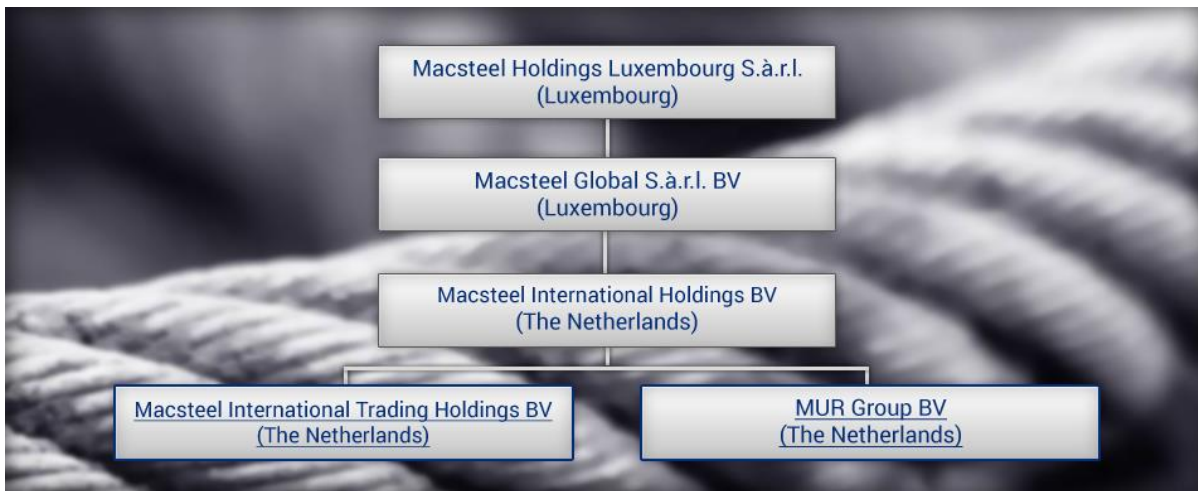 Macsteel Holdings Luxembourg S.à.r.l.
(Luxembourg)
Macsteel Global S.à.r.l. BV
(Luxembourg)
Macsteel International Holdings BV
(The Netherlands)
Macsteel International Trading Holdings BV
(The Netherlands)
MUR Group BV
(The Netherlands)